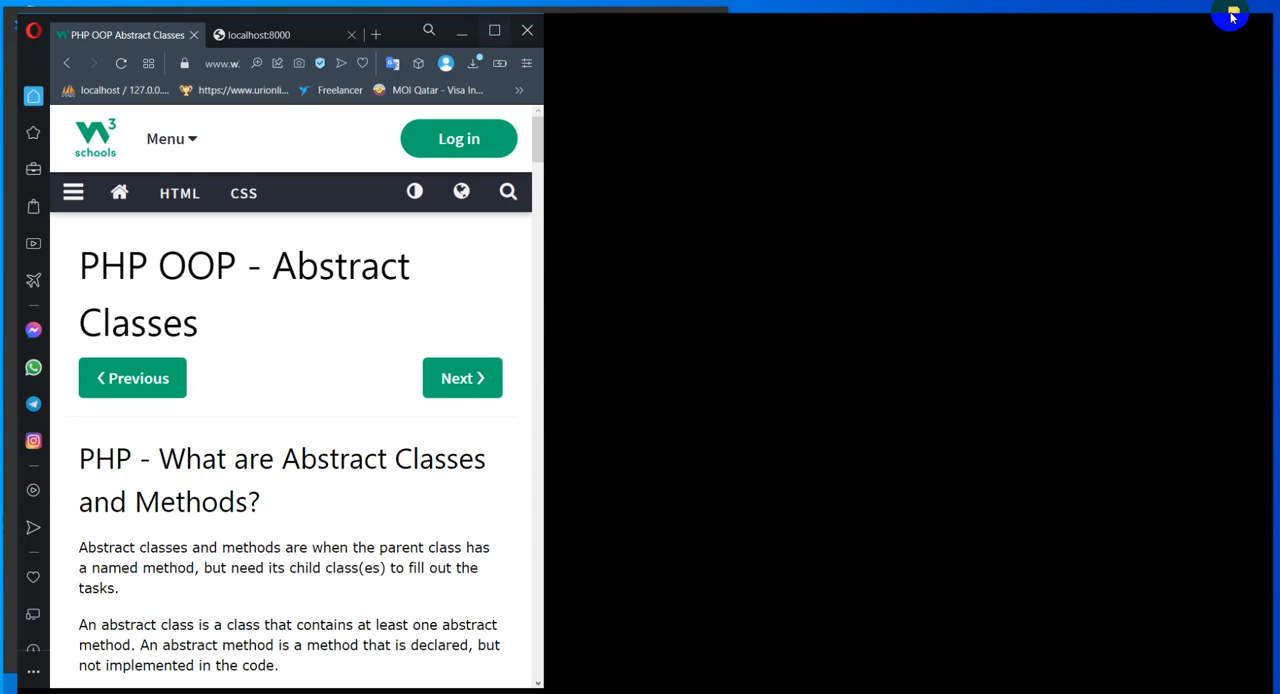 PHP OOP Abstract Classes
localhost:8000
www.w.
localhost / 127.0.0....
https://www.urionli...
Freelancer
MOI Qatar - Visa In...
W3
schools
Menu
Log in
HTML
CSS
PHP OOP - Abstract
Classes
❮ Previous
Next ❯
PHP - What are Abstract Classes
and Methods?
Abstract classes and methods are when the parent class has
a named method, but need its child class(es) to fill out the
tasks.
An abstract class is a class that contains at least one abstract
method. An abstract method is a method that is declared, but
not implemented in the code.